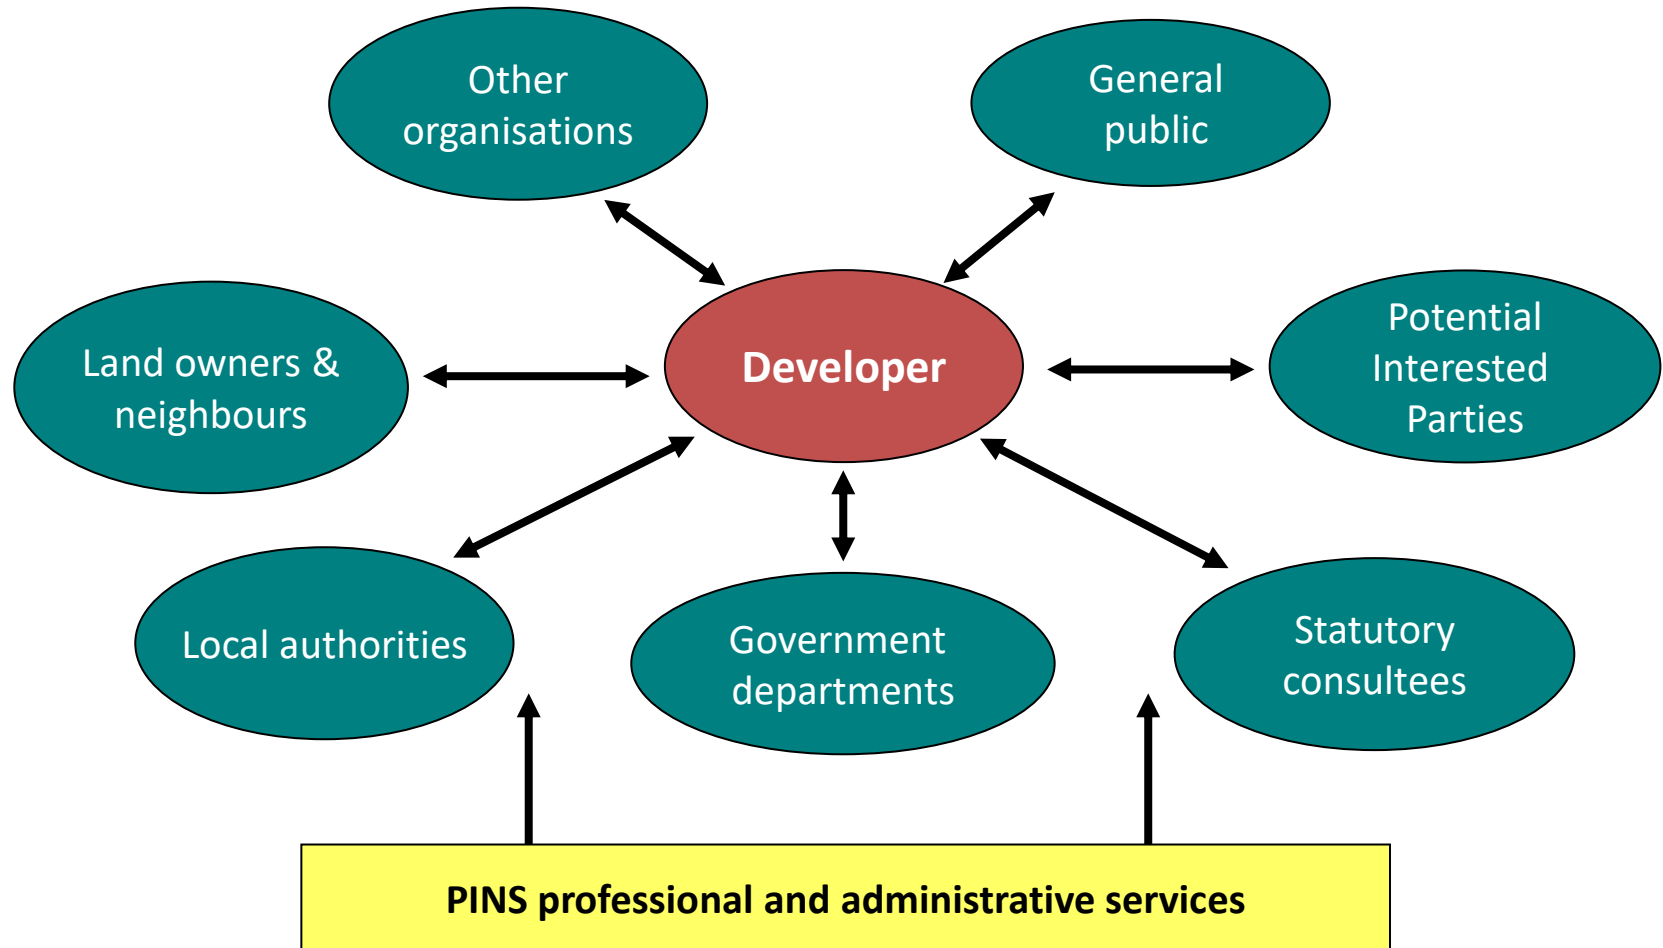 Other
organisations
General
public
Land owners &
neighbours
Developer
Potential
Interested
Parties
Local authorities
Government
departments
Statutory
consultees
PINS professional and administrative services